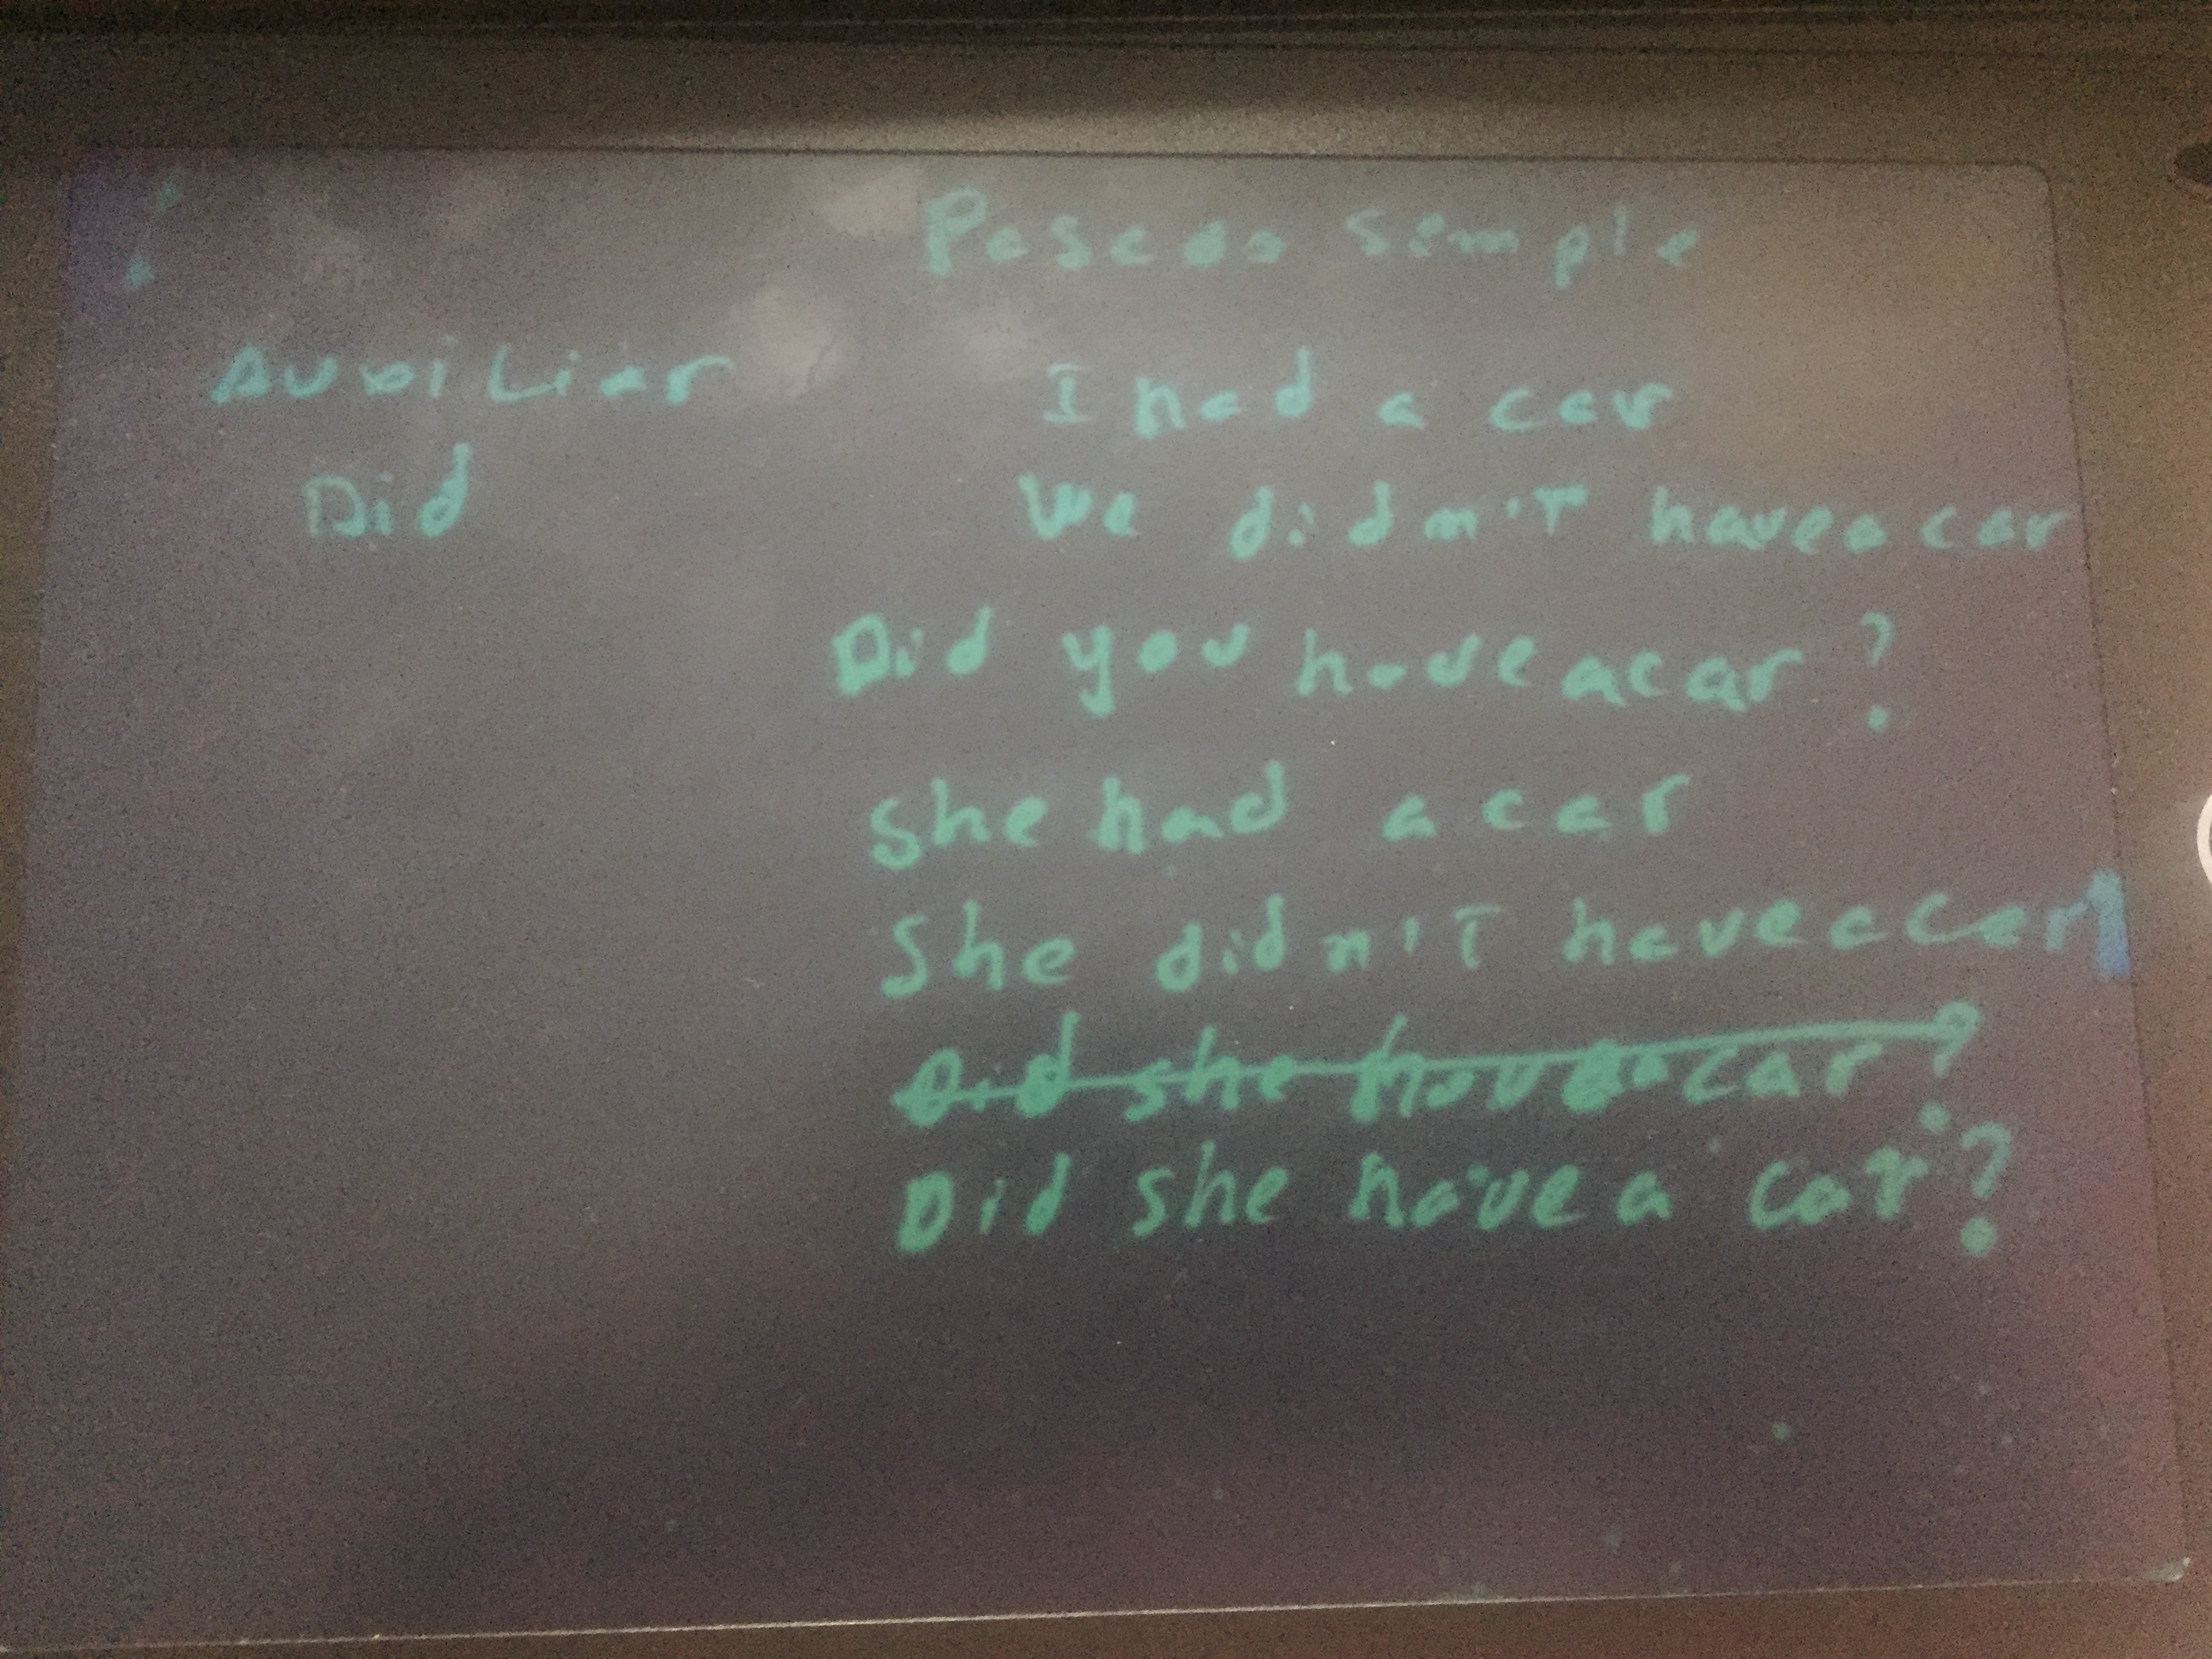 Pasado Semple
Auxiliar
I had a car
Did
We didn'T have a car
Did you have a car ?
She had a car
She didn'T have a car
Did she have a car ?
Did she have a car ?